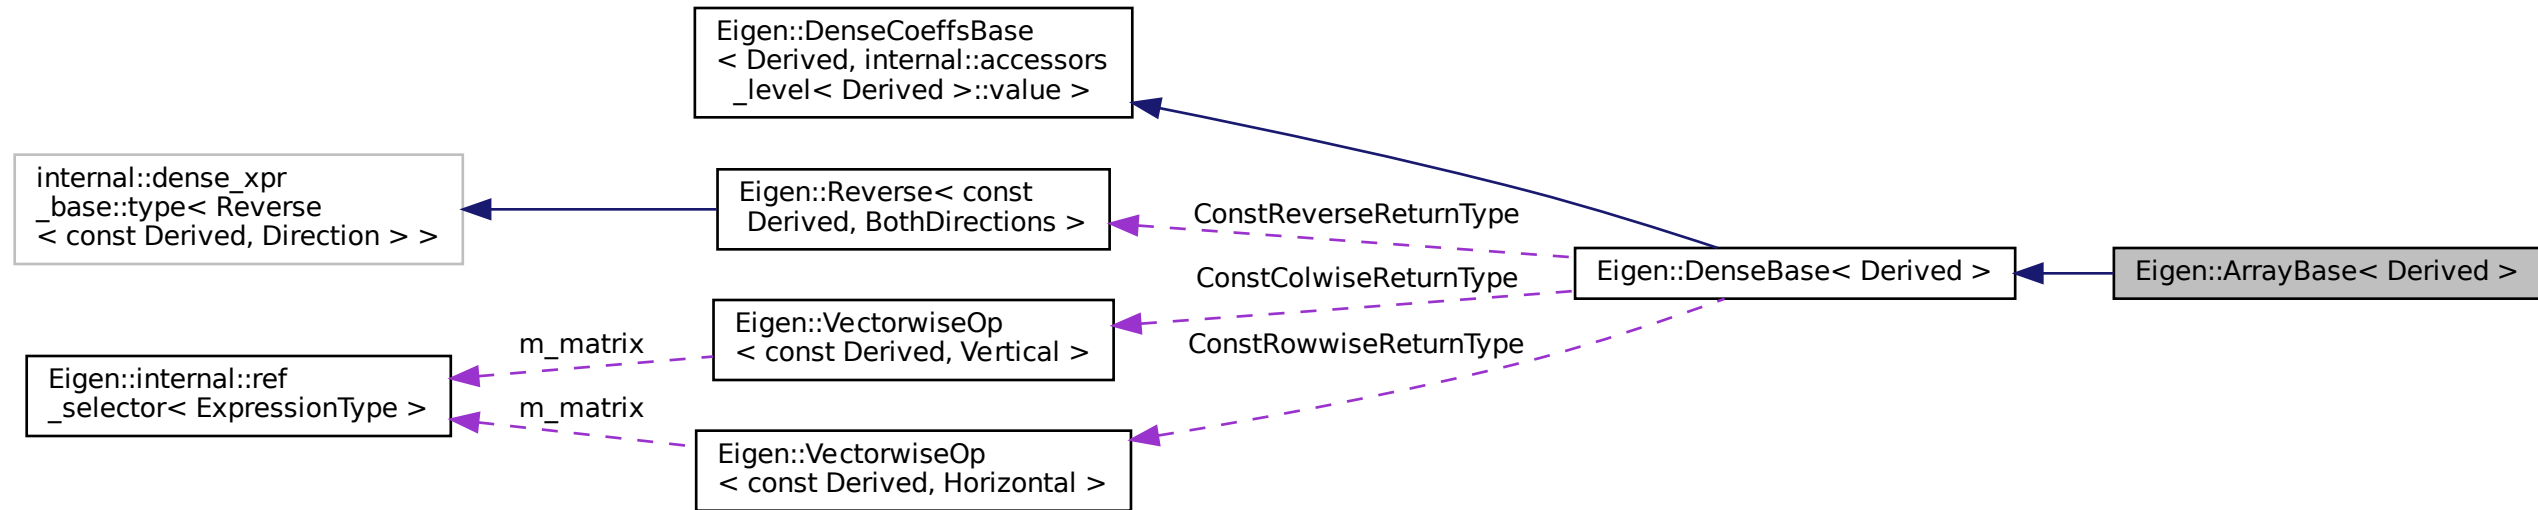 Eigen::DenseCoeffsBase
< Derived, internal::accessors
_level< Derived >::value >
internal::dense_xpr
_base::type< Reverse
< const Derived, Direction > >
Eigen::Reverse< const
Derived, BothDirections >
ConstReverseReturnType
Eigen::DenseBase< Derived >
Eigen::ArrayBase< Derived >
ConstColwiseReturnType
Eigen::VectorwiseOp
< const Derived, Vertical >
m_matrix
ConstRowwiseReturnType
Eigen::internal::ref
_selector< ExpressionType >
m_matrix
Eigen::VectorwiseOp
< const Derived, Horizontal >